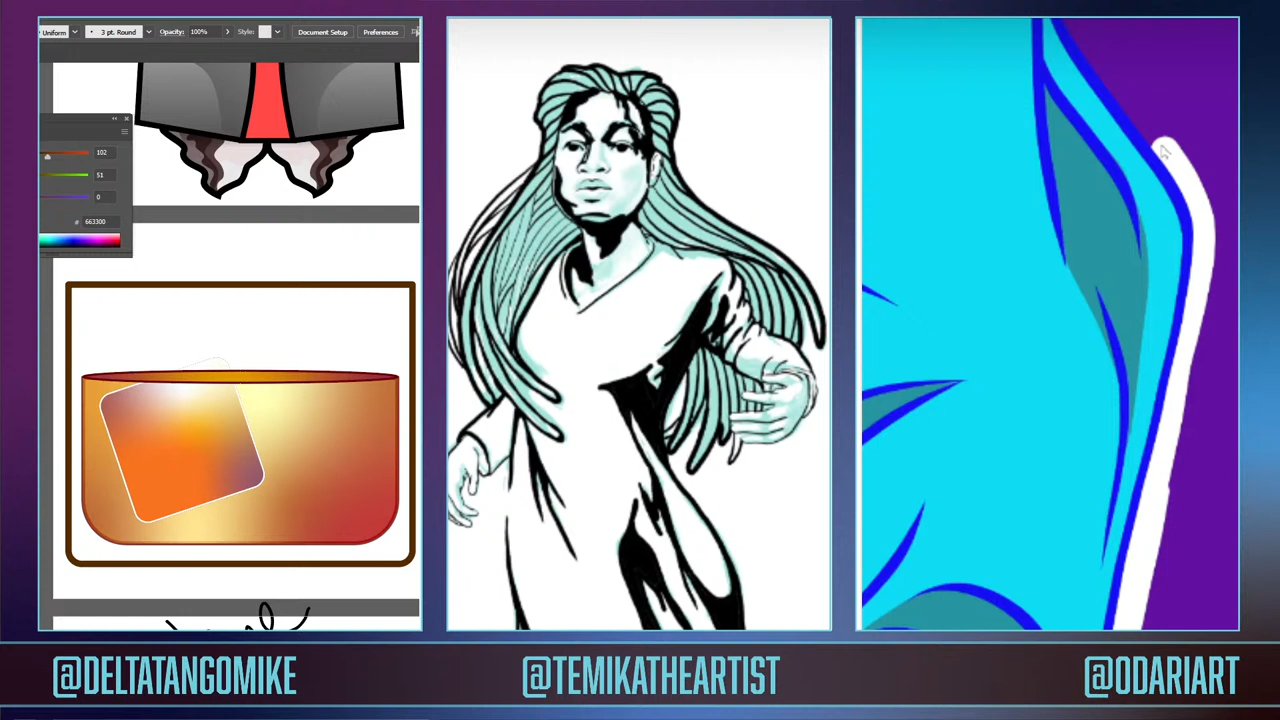 Uniform
3 pt. Round
Opacity:
100%
Style:
Document Setup
Preferences
102
51
0
#
663300
@DELTATANGOMIKE
@TEMIKATHEARTIST
@ODARIART